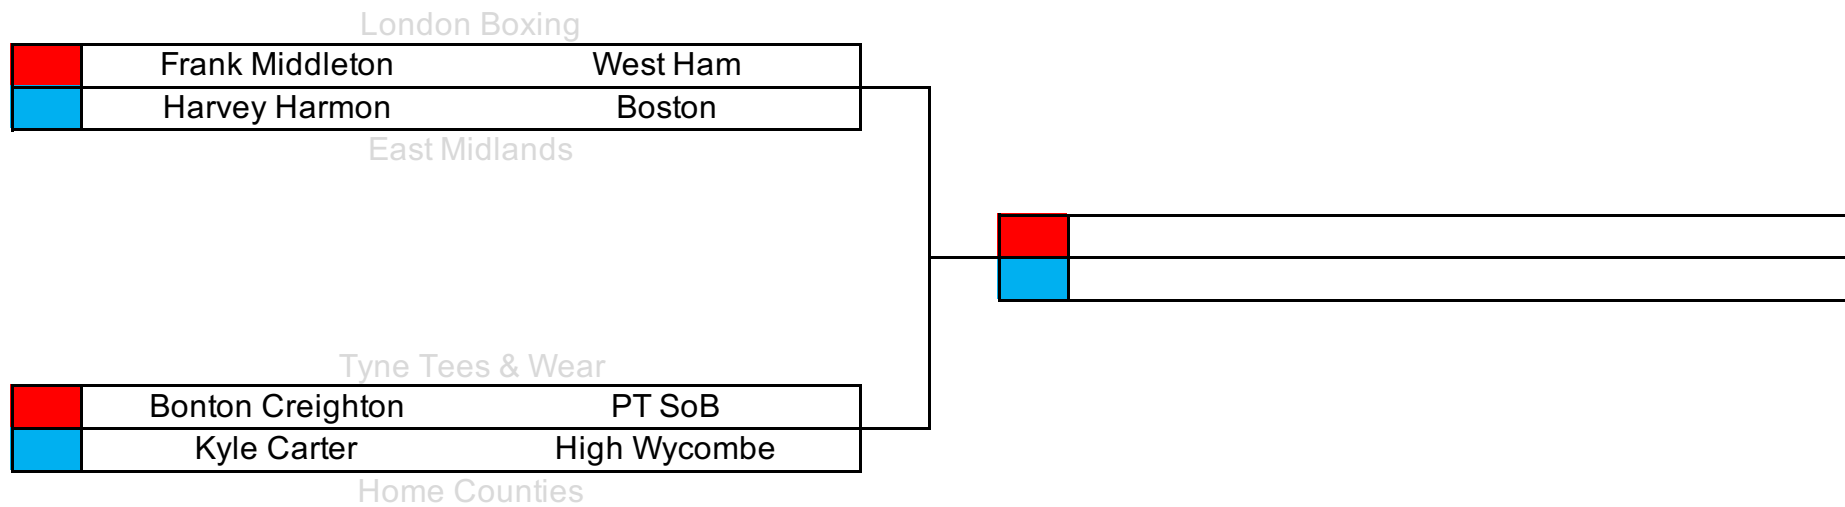 London Boxing
Frank Middleton West Ham
Harvey Harmon Boston
East Midlands
Tyne Tees & Wear
Bonton Creighton PT SoB
Kyle Carter High Wycombe
Home Counties